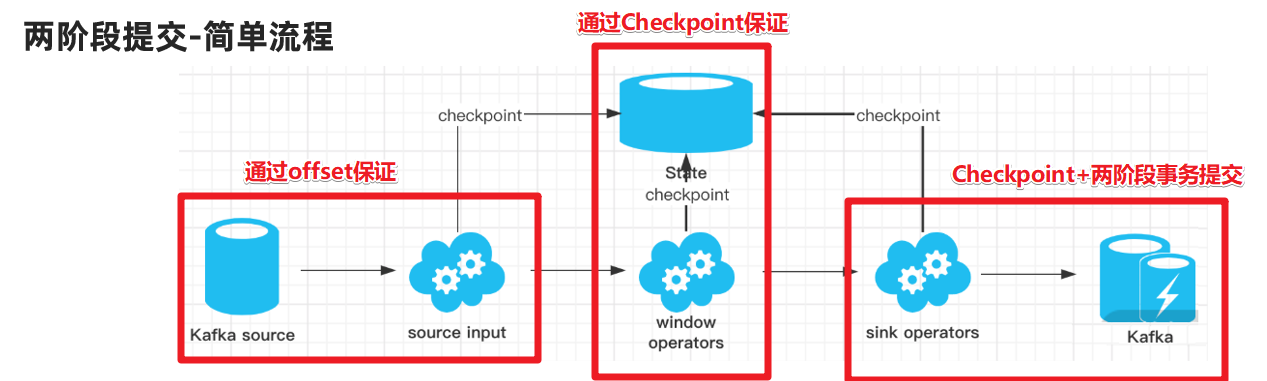 两阶段提交-简单流程
通过Checkpoint保证
checkpoint
checkpoint
通过offset保证
State
checkpoint
Checkpoint+两阶段事务提交
Kafka source
source input
window
operators
sink operators
Kafka